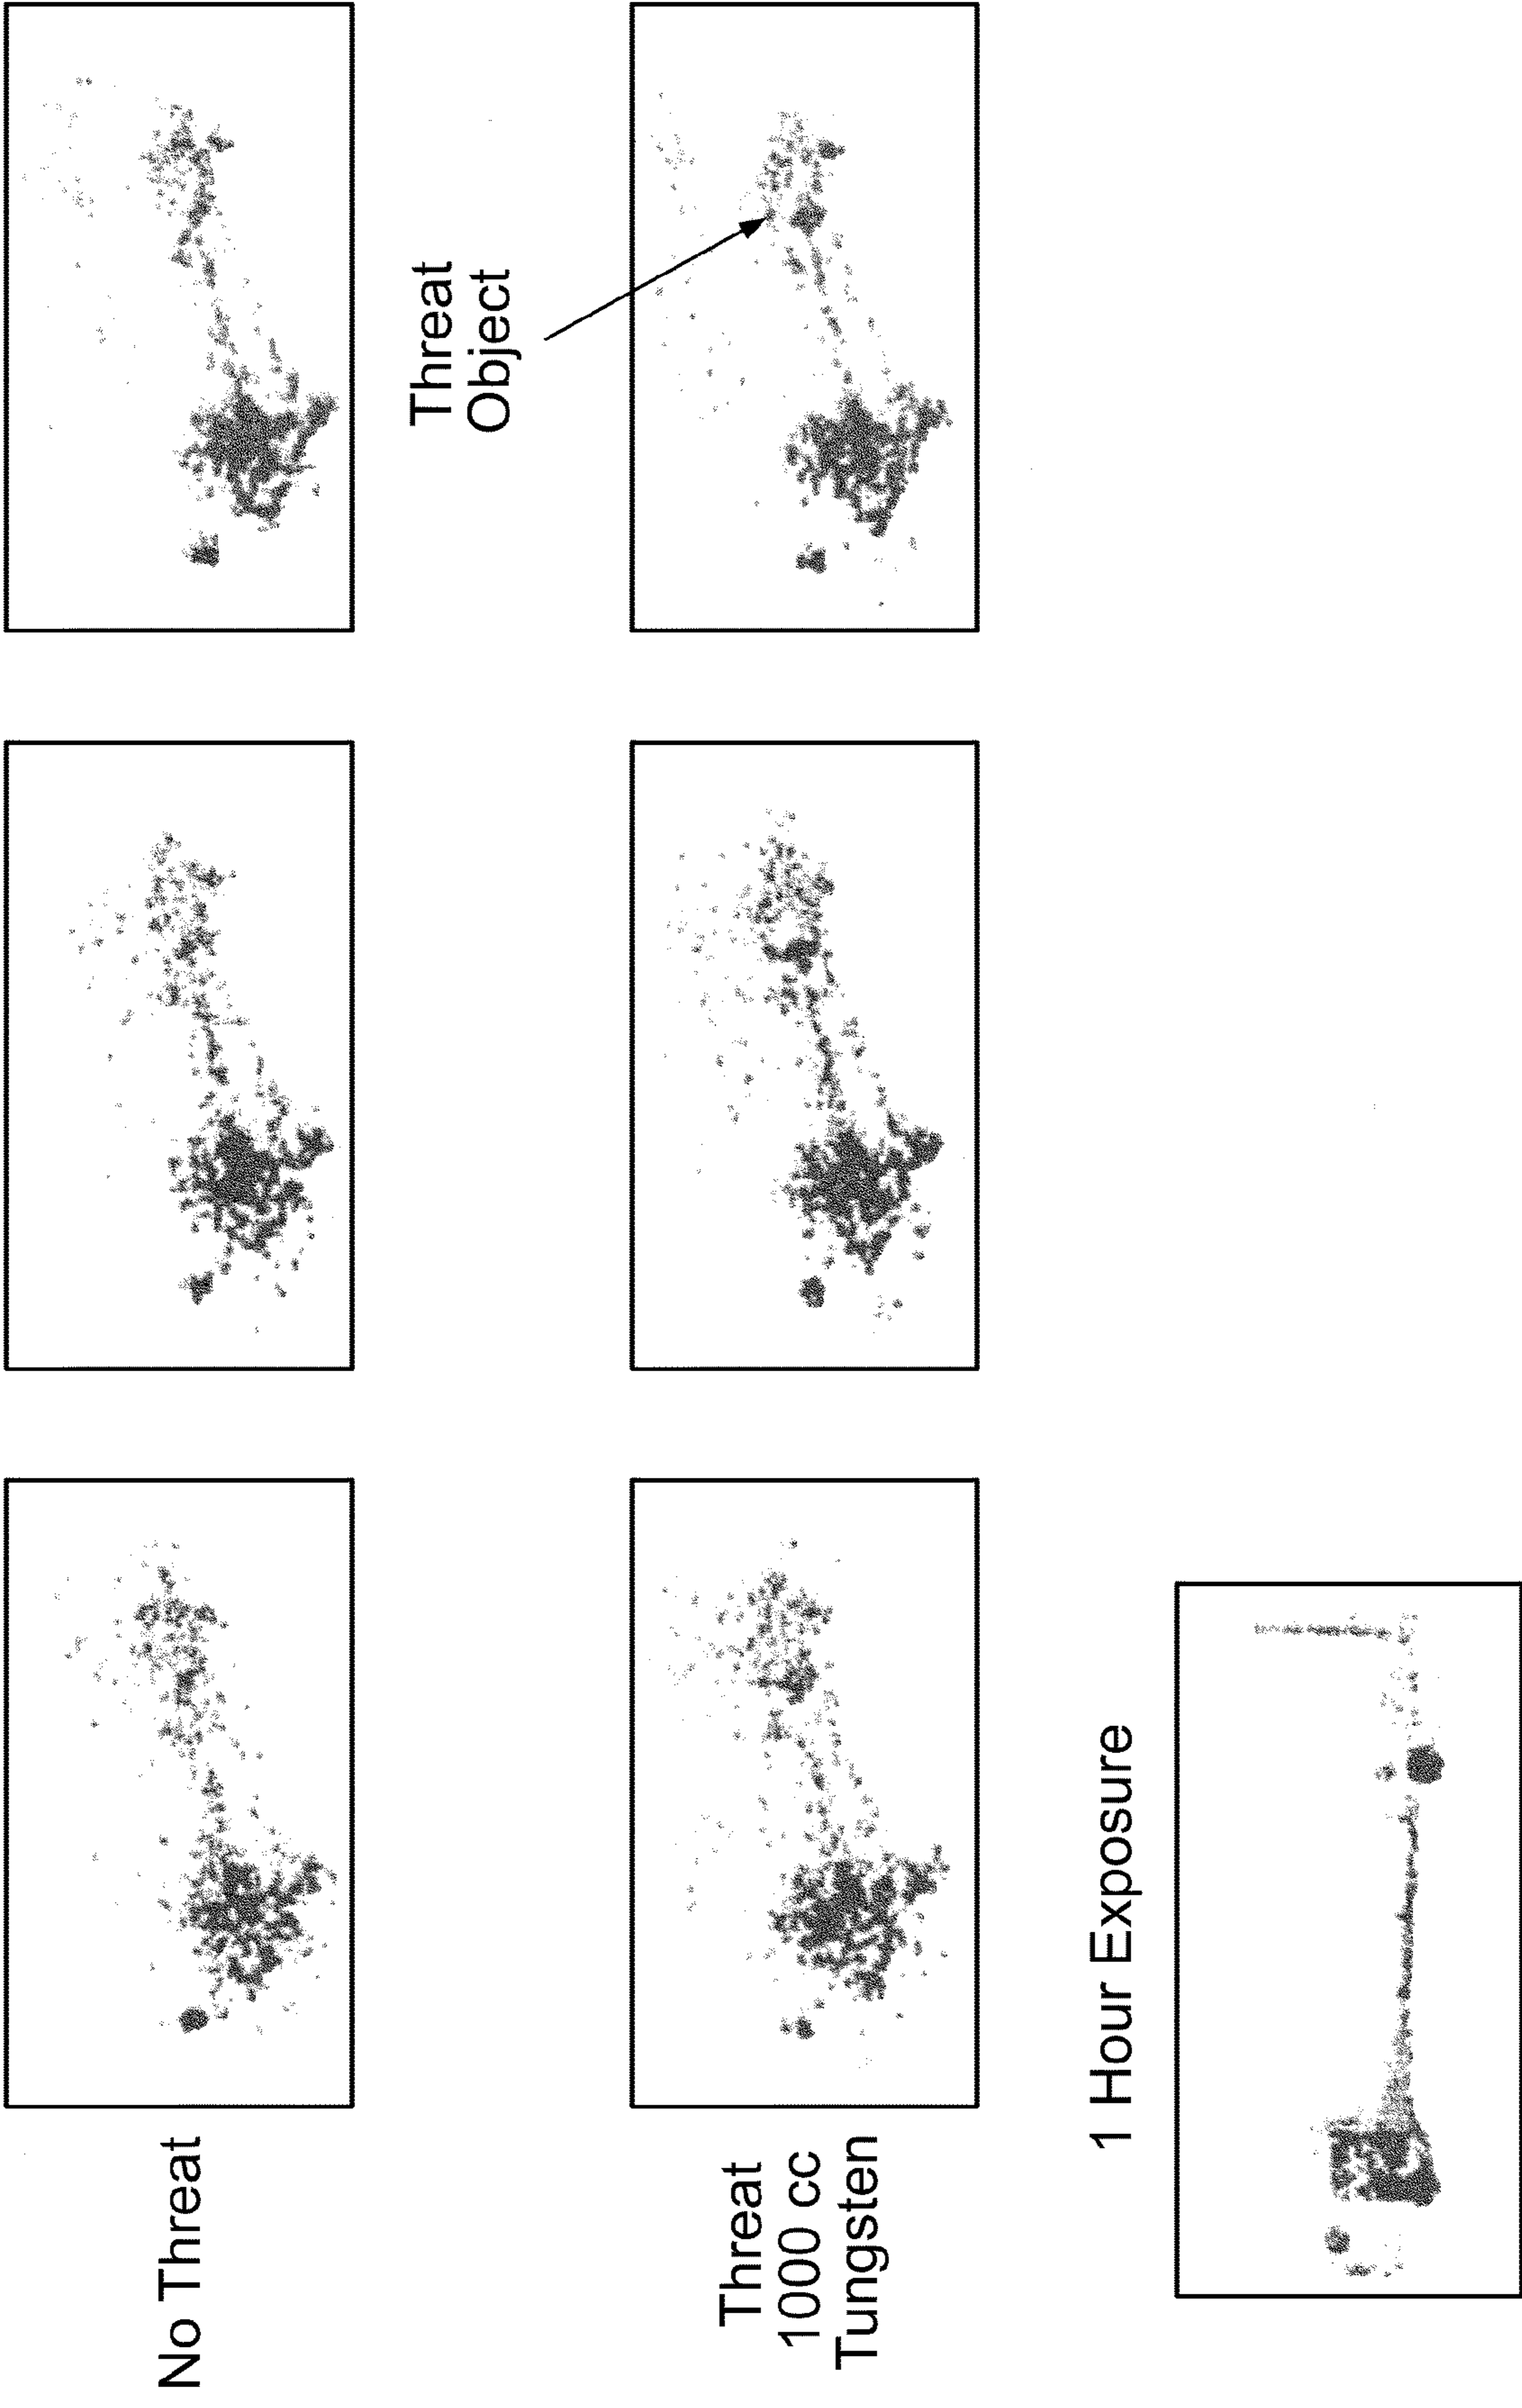 No Threat
Threat
Object
Threat
1000 cc
Tungsten
1 Hour Exposure